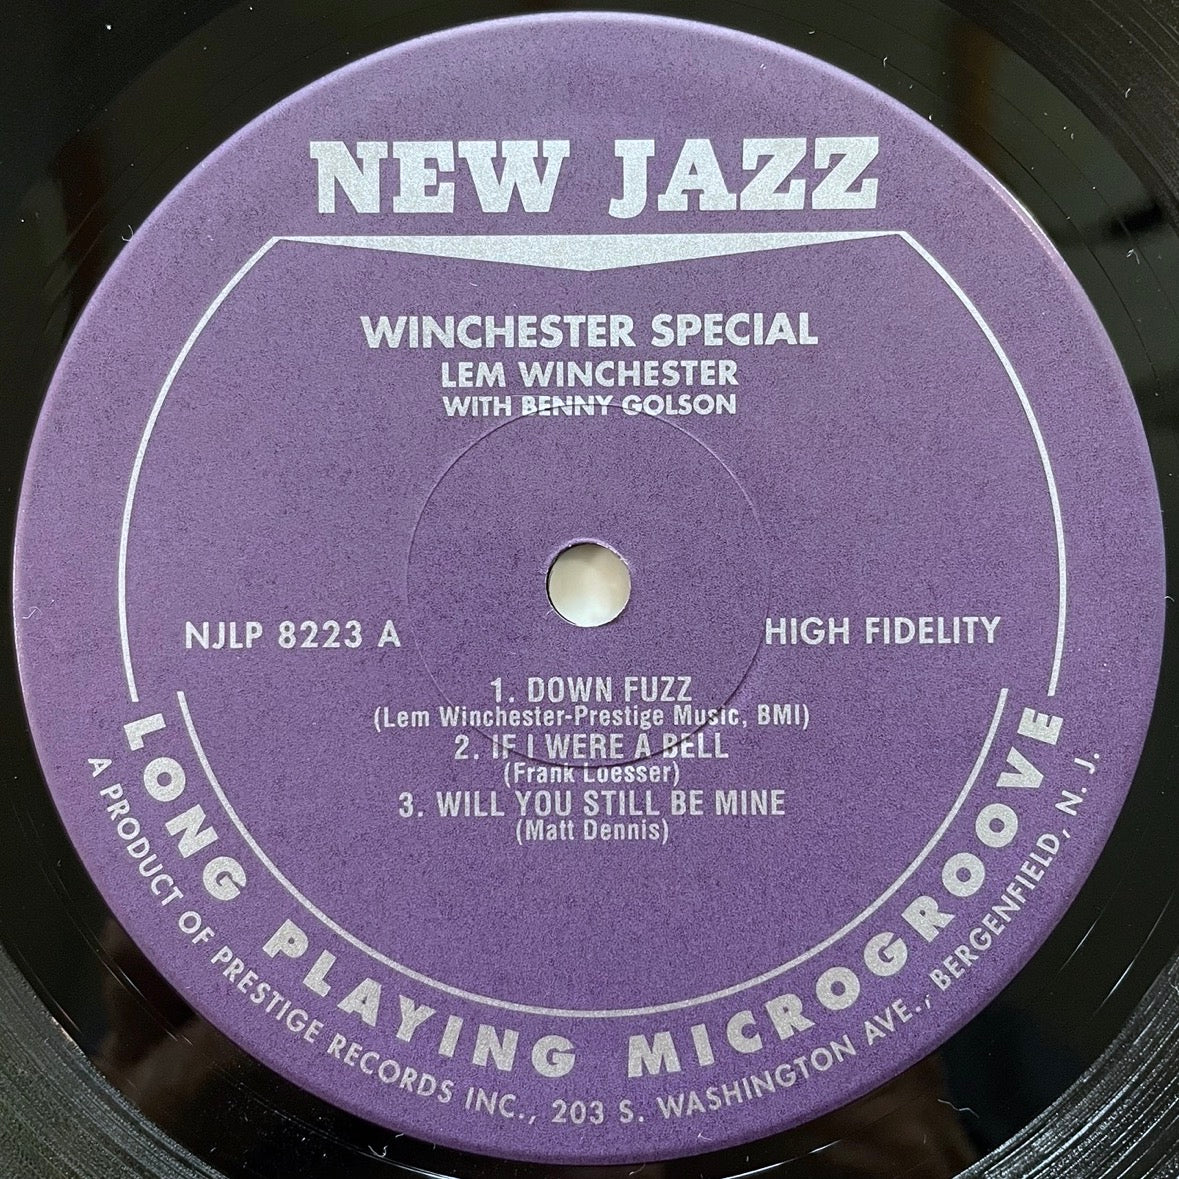 NEW JAZZ
WINCHESTER SPECIAL
LEM WINCHESTER
WITH BENNY GOLSON
NJLP 8223 A
HIGH FIDELITY
1. DOWN FUZZ
(Lem Winchester-Prestige Music, BMI)
2. IF I WERE A BELL
(Frank Loesser)
3. WILL YOU STILL BE MINE
(Matt Dennis)
LONG PLAYING MICROGROOVE
A PRODUCT OF PRESTIGE RECORDS INC., 203 S. WASHINGTON AVE., BERGENFIELD, N. J.